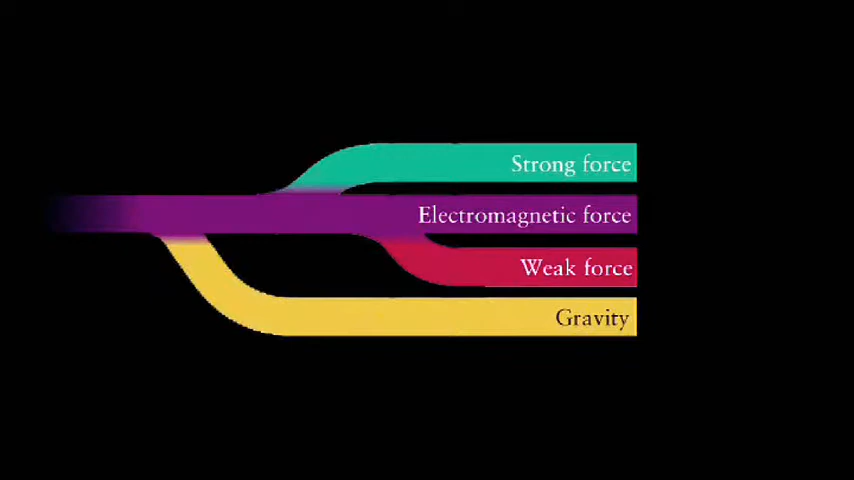 Strong force
Electromagnetic force
Weak force
Gravity